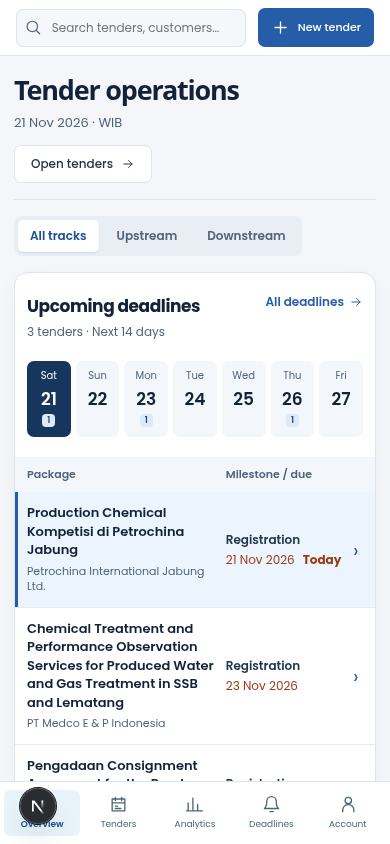 Search tenders, customers...
New tender
Tender operations
21 Nov 2026 · WIB
Open tenders →
All tracks
Upstream
Downstream
Upcoming deadlines
All deadlines →
3 tenders · Next 14 days
Sat
Sun
Mon
Tue
Wed
Thu
Fri
21
22
23
24
25
26
27
1
1
1
Package
Milestone / due
Production Chemical
Kompetisi di Petrochina
Jabung
Petrochina International Jabung
Ltd.
Registration
21 Nov 2026 Today
Chemical Treatment and
Performance Observation
Services for Produced Water
and Gas Treatment in SSB
and Lematang
PT Medco E & P Indonesia
Registration
23 Nov 2026
Pengadaan Consignment
N
Overview
Tenders
Analytics
Deadlines
Account